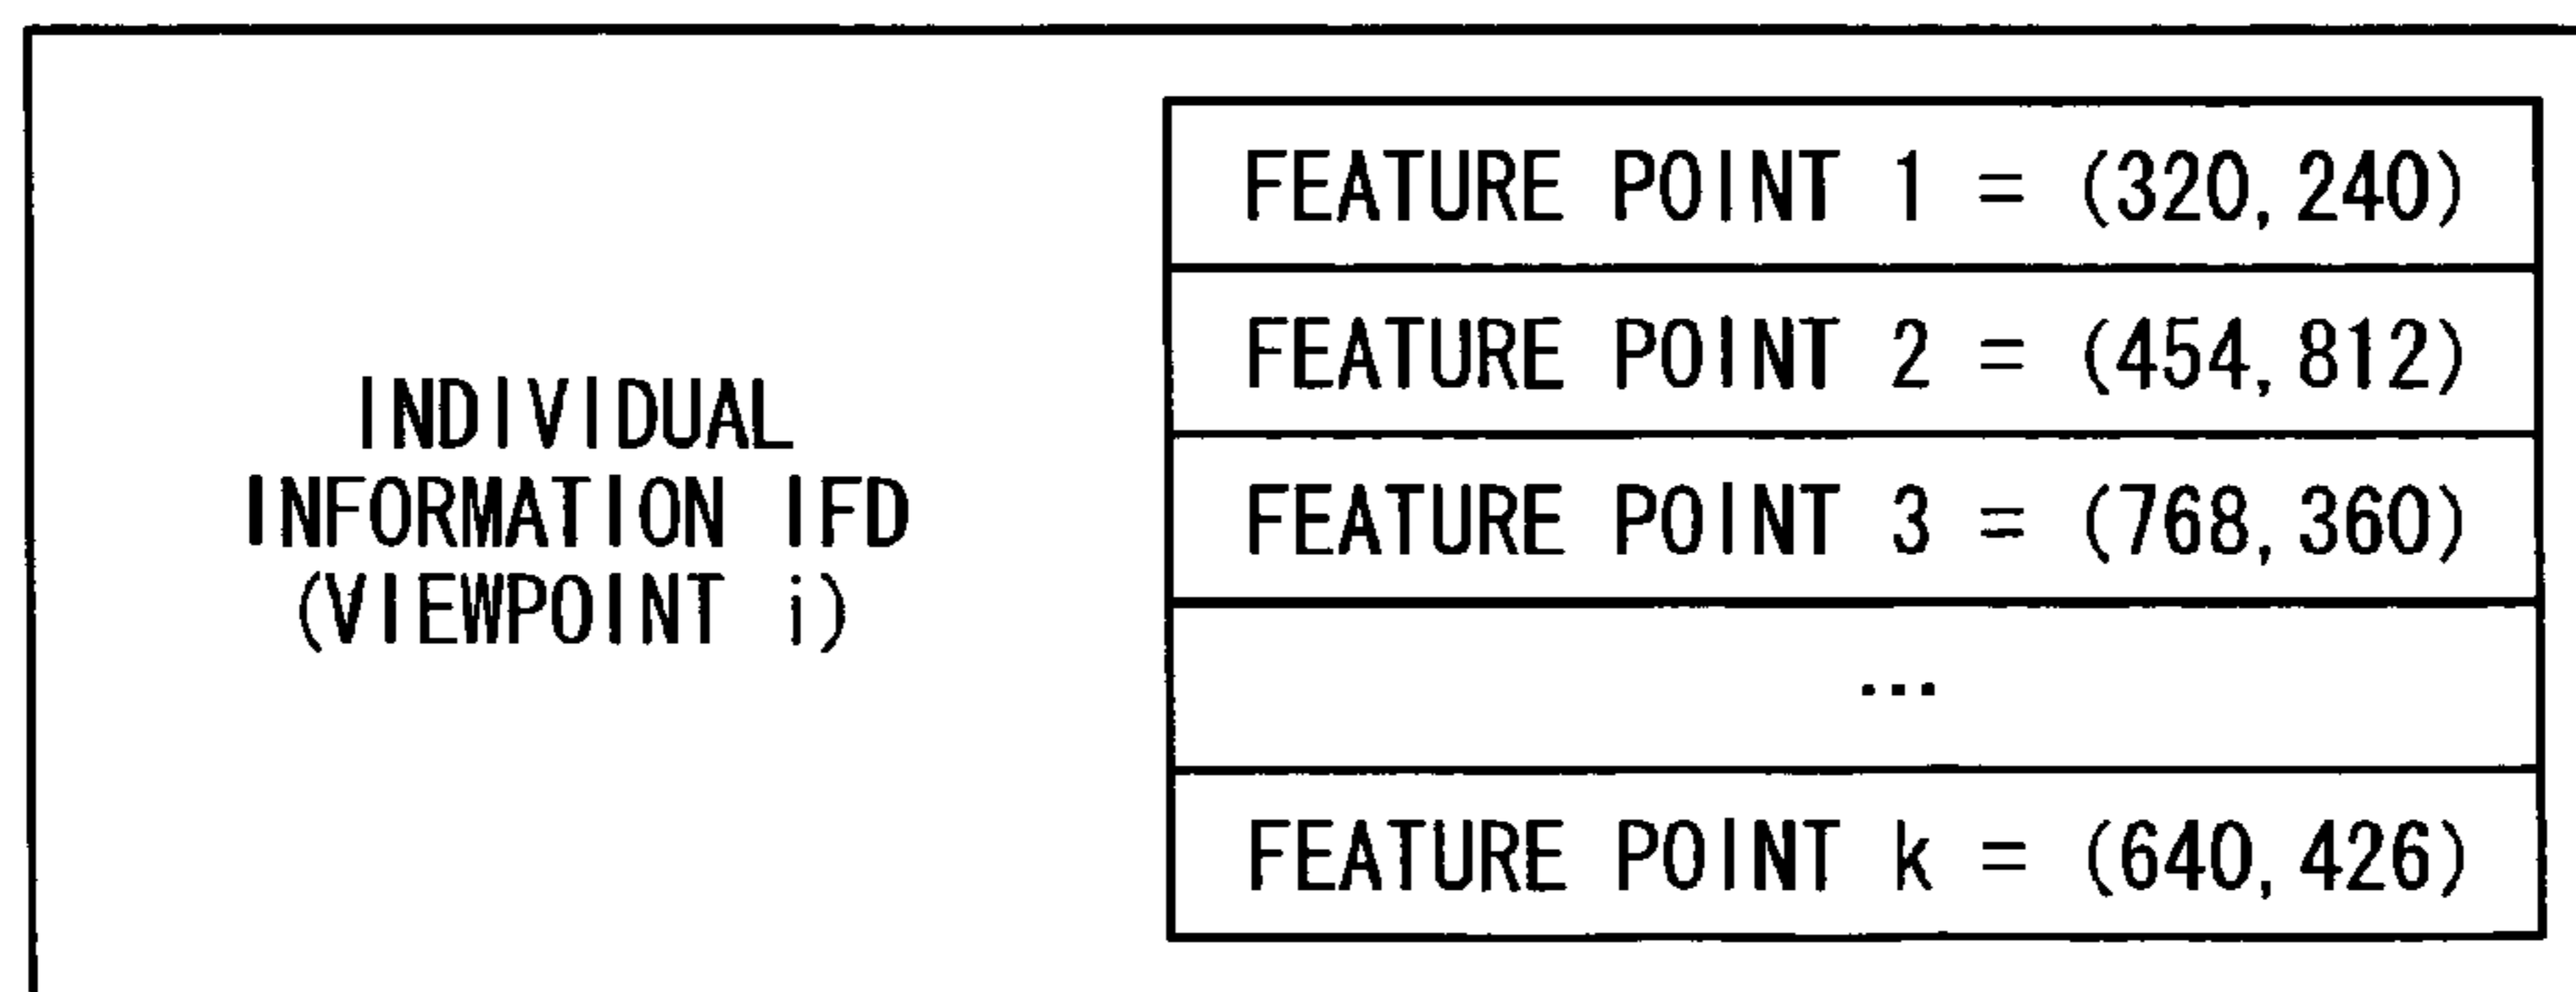 INDIVIDUAL
INFORMATION IFD
(VIEWPOINT i)
FEATURE POINT 1 = (320, 240)
FEATURE POINT 2 = (454, 812)
FEATURE POINT 3 = (768, 360)
...
FEATURE POINT k = (640, 426)